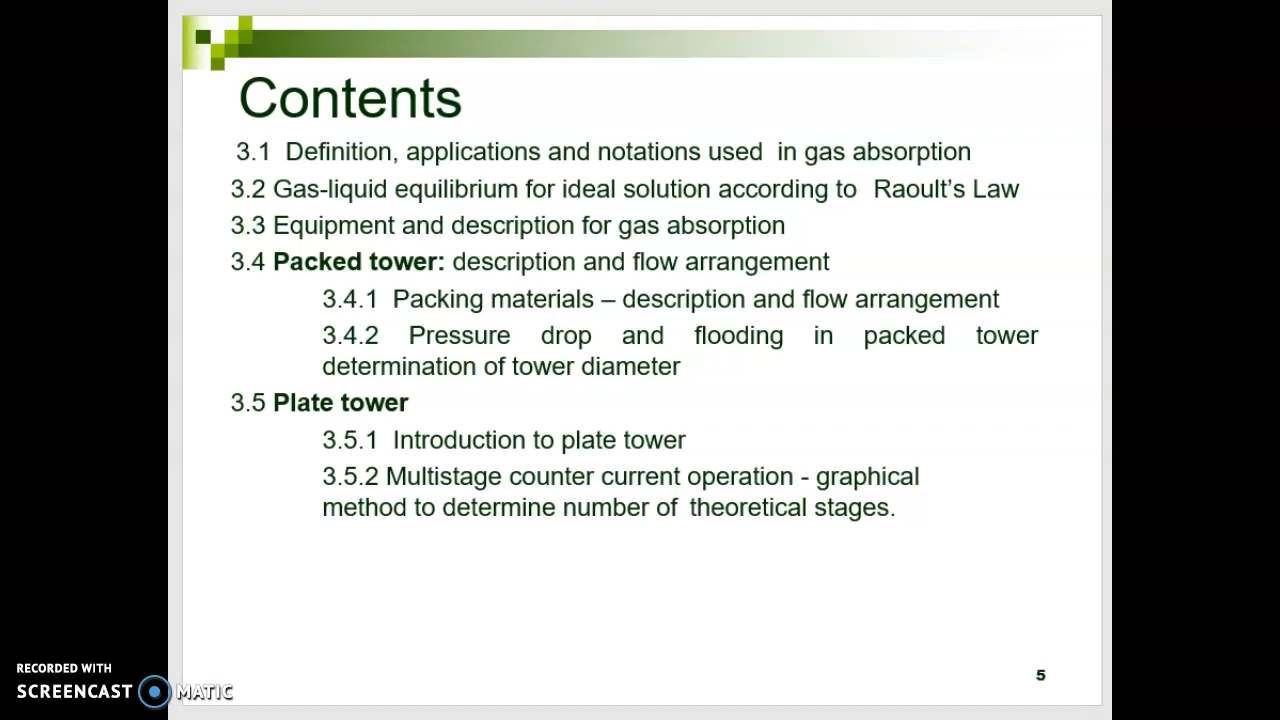 Contents
3.1 Definition, applications and notations used in gas absorption
3.2 Gas-liquid equilibrium for ideal solution according to Raoult's Law
3.3 Equipment and description for gas absorption
3.4 Packed tower: description and flow arrangement
3.4.1 Packing materials – description and flow arrangement
3.4.2 Pressure drop and flooding in packed tower
determination of tower diameter
3.5 Plate tower
3.5.1 Introduction to plate tower
3.5.2 Multistage counter current operation - graphical
method to determine number of theoretical stages.
5
RECORDED WITH
SCREENCAST MATIC